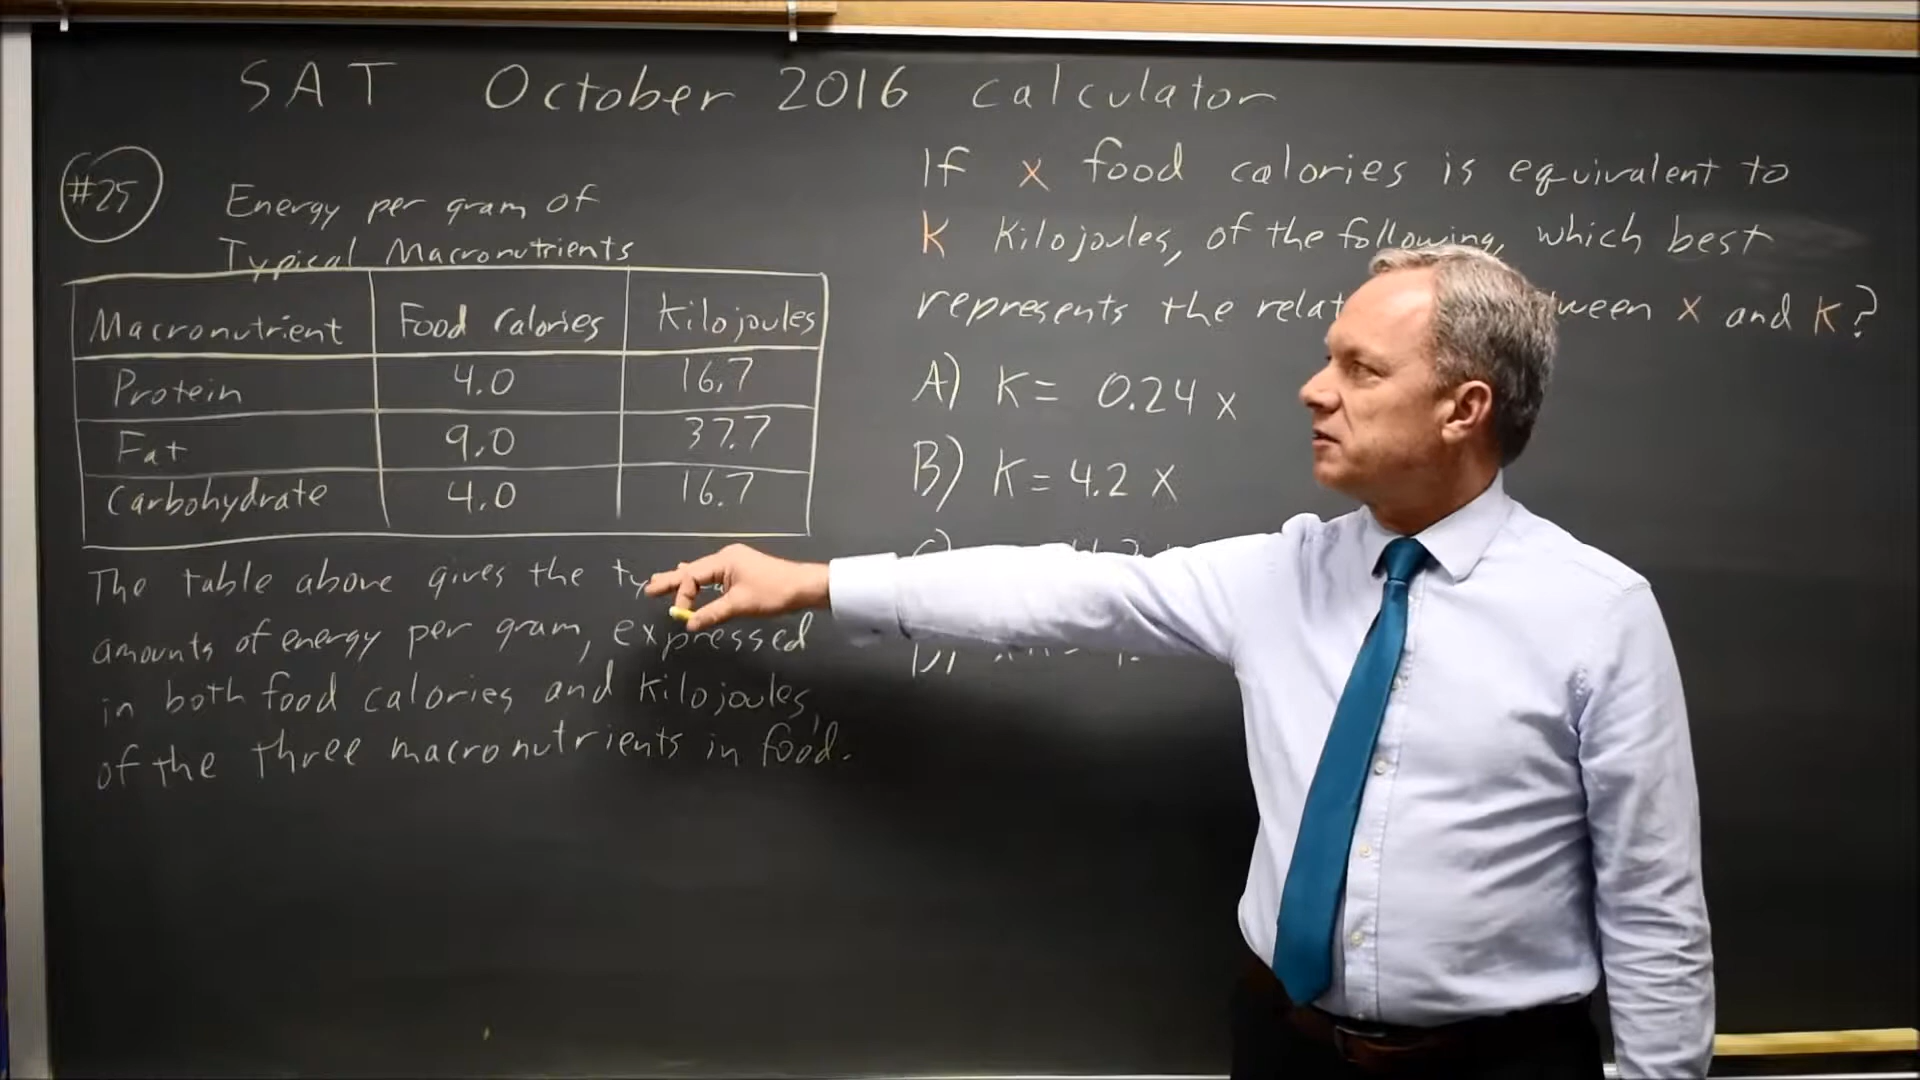 SAT October 2016 calculator
#25
Energy per gram of
Typical Macronutrients
Macronutrient Food Calories Kilojoules
Protein 4.0 16.7
Fat 9.0 37.7
Carbohydrate 4.0 16.7
The table above gives the
amounts of energy per gram, expressed
in both food calories and kilojoules,
of the three macronutrients in food.
If x food calories is equivalent to
k kilojoules, of the following, which best
represents the and k?
A) k = 0.24 x
B) k = 4.2 x